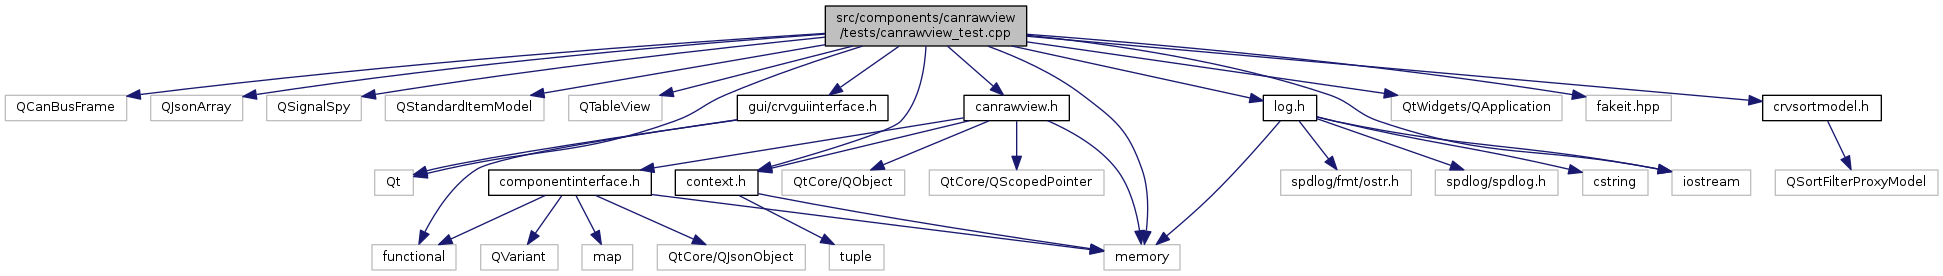 src/components/canrawview
/tests/canrawview_test.cpp
QCanBusFrame
QJsonArray
QSignalSpy
QStandardItemModel
QTableView
gui/crvguiinterface.h
canrawview.h
log.h
QtWidgets/QApplication
fakeit.hpp
crvsortmodel.h
Qt
componentinterface.h
context.h
QtCore/QObject
QtCore/QScopedPointer
spdlog/fmt/ostr.h
spdlog/spdlog.h
cstring
iostream
QSortFilterProxyModel
functional
QVariant
map
QtCore/QJsonObject
tuple
memory